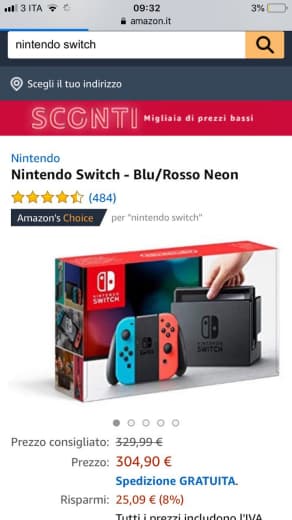 3 ITA 09:32 3%
amazon.it
nintendo switch
Scegli il tuo indirizzo
SCONTI Migliaia di prezzi bassi
Nintendo
Nintendo Switch - Blu/Rosso Neon
(484)
Amazon's Choice per "nintendo switch"
NINTENDO
SWITCH
SWITCH
Prezzo consigliato: 329,99 €
Prezzo: 304,90 €
Spedizione GRATUITA.
Risparmi: 25,09 € (8%)
Tutti i prezzi includono l'IVA